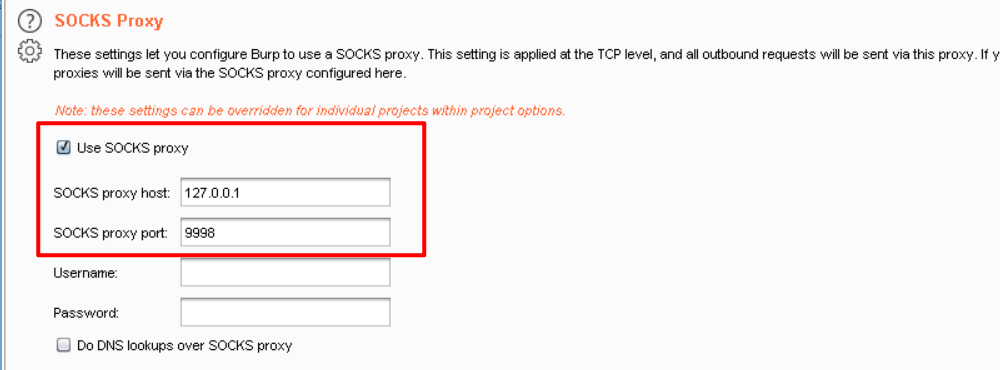 SOCKS Proxy
These settings let you configure Burp to use a SOCKS proxy. This setting is applied at the TCP level, and all outbound requests will be sent via this proxy. If y
proxies will be sent via the SOCKS proxy configured here.
Note: these settings can be overridden for individual projects within project options.
Use SOCKS proxy
SOCKS proxy host: 127.0.0.1
SOCKS proxy port: 9998
Username:
Password:
Do DNS lookups over SOCKS proxy